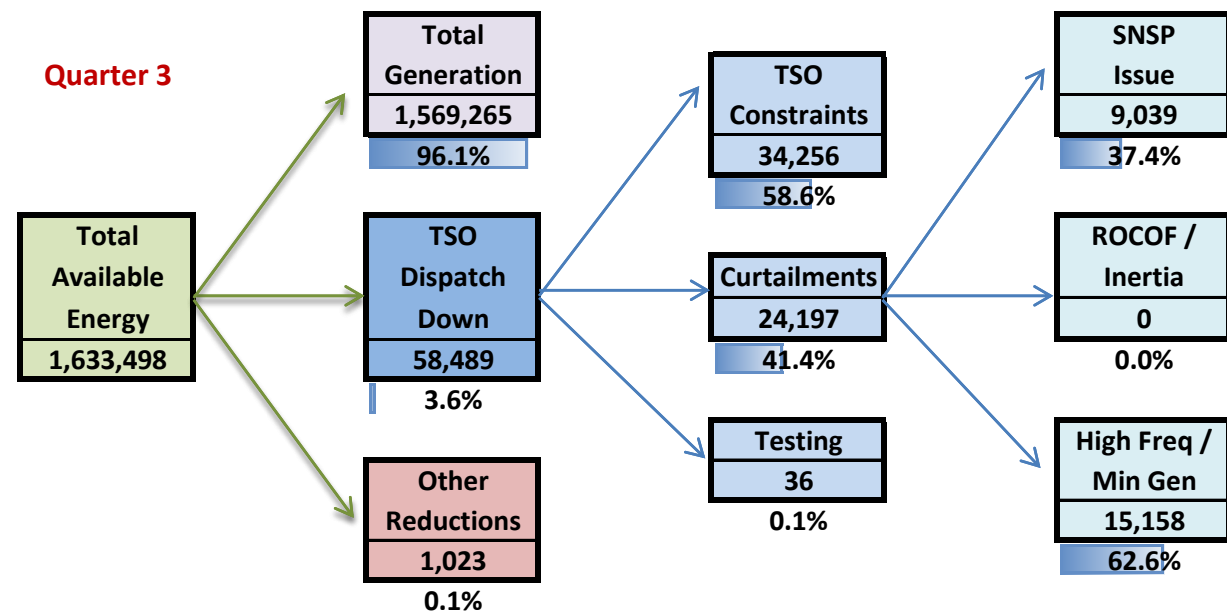 Quarter 3
Total
Available
Energy
1,633,498
Total
Generation
1,569,265
96.1%
TSO
Dispatch
Down
58,489
3.6%
Other
Reductions
1,023
0.1%
TSO
Constraints
34,256
58.6%
Curtailments
24,197
41.4%
Testing
36
0.1%
SNSP
Issue
9,039
37.4%
ROCOF /
Inertia
0
0.0%
High Freq /
Min Gen
15,158
62.6%